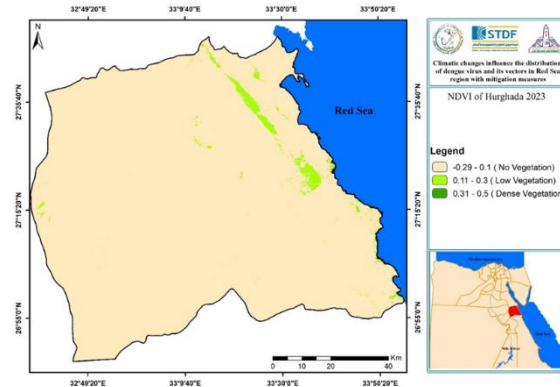 32°49'20"E 33°9'40"E 33°30'0"E 33°50'20"E
N
27°35'40"N
27°15'20"N
26°55'0"N
Red Sea
0 5 10 20 30 40
Km
32°49'20"E 33°9'40"E 33°30'0"E 33°50'20"E
STDF
Climatic changes influence the distribution
of dengue virus and its vectors in Red Sea
region with mitigation measures
NDVI of Hurghada 2023
Legend
-0.29 - 0.1 ( No Vegetation)
0.11 - 0.3 ( Low Vegetation)
0.31 - 0.5 ( Dense Vegetation)
Red Sea